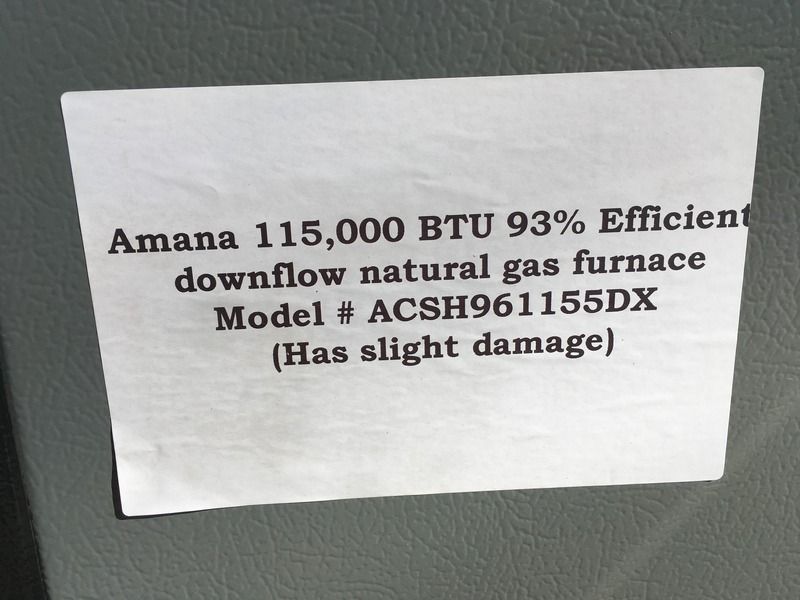 Amana 115,000 BTU 93% Efficient
downflow natural gas furnace
Model # ACSH961155DX
(Has slight damage)